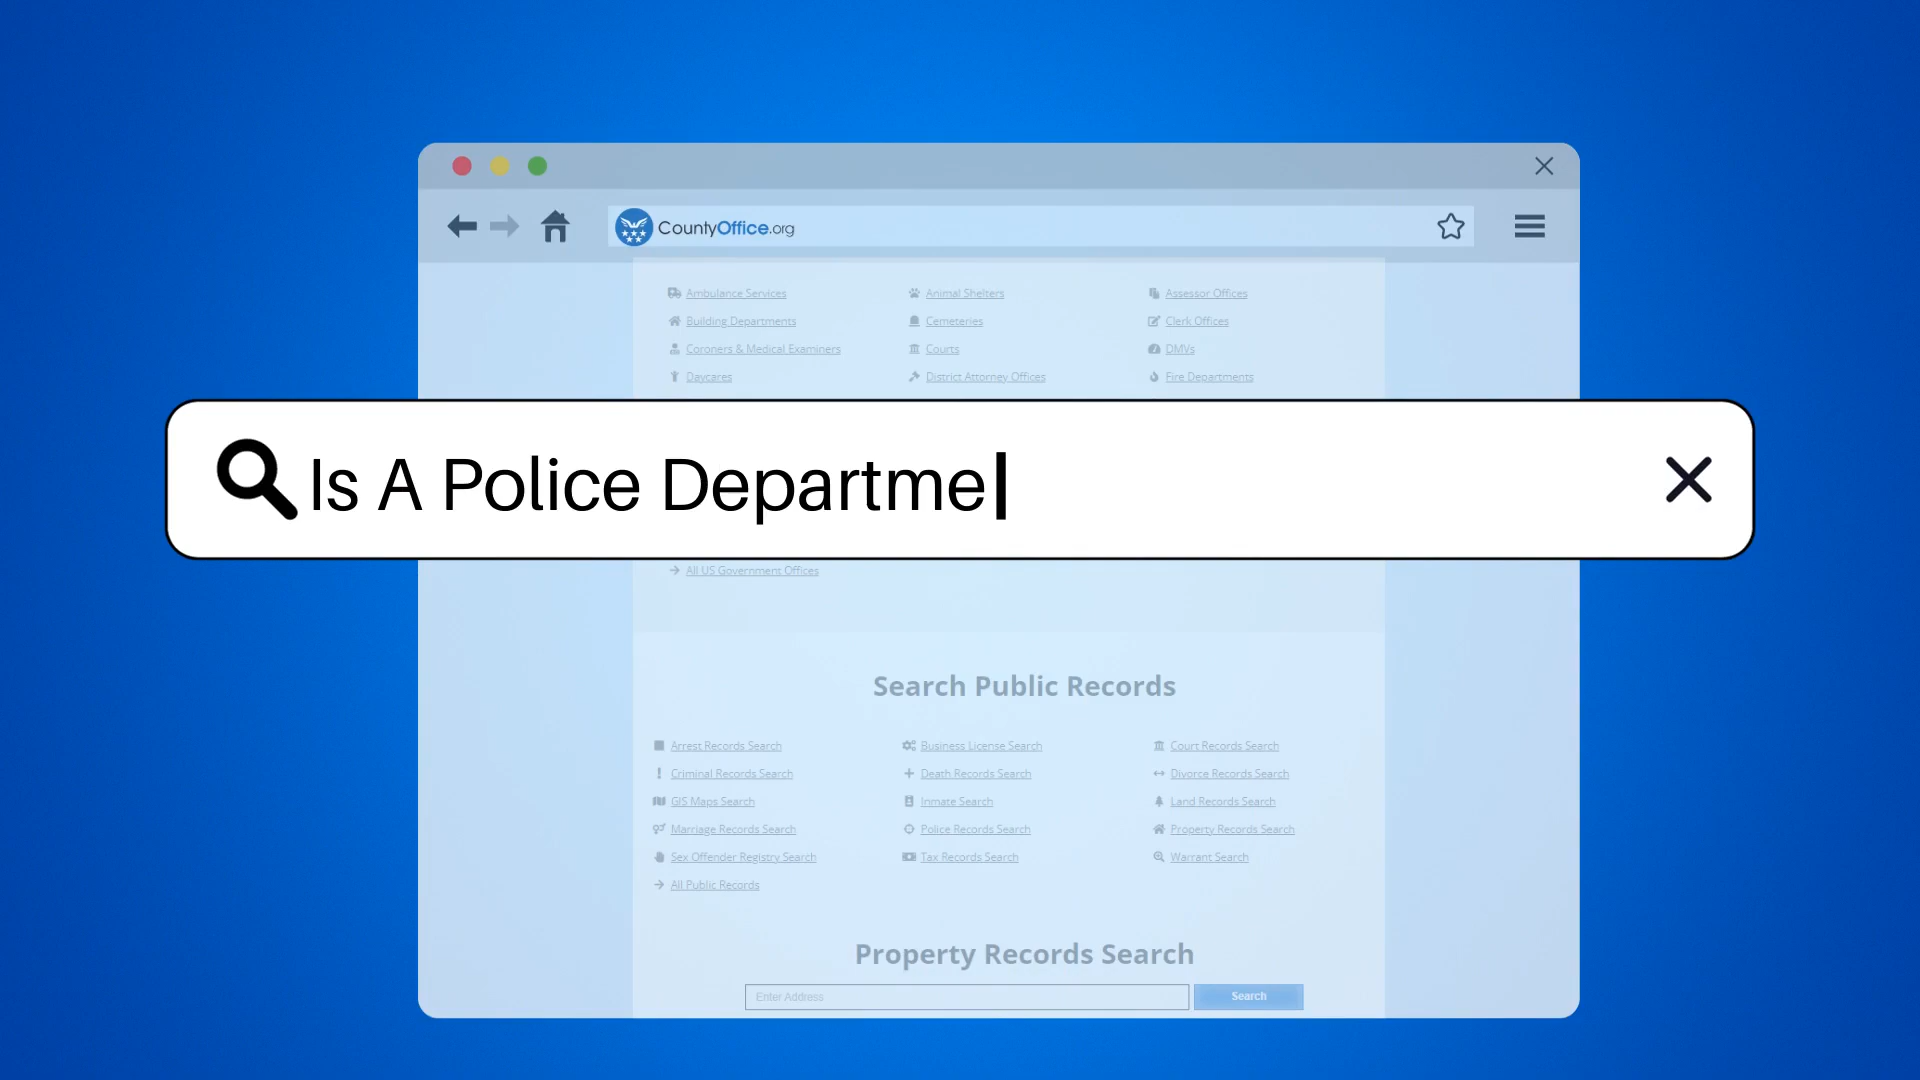 CountyOffice.org
Ambulance Services Animal Shelters Assessor Offices
Building Departments Cemeteries Clerk Offices
Coroners & Medical Examiners Courts DMVs
Daycares District Attorney Offices Fire Departments
Is A Police Departme
All US Government Offices
Search Public Records
Arrest Records Search Business License Search Court Records Search
Criminal Records Search Death Records Search Divorce Records Search
GIS Maps Search Inmate Search Land Records Search
Marriage Records Search Police Records Search Property Records Search
Sex Offender Registry Search Tax Records Search Warrant Search
All Public Records
Property Records Search
Enter Address Search